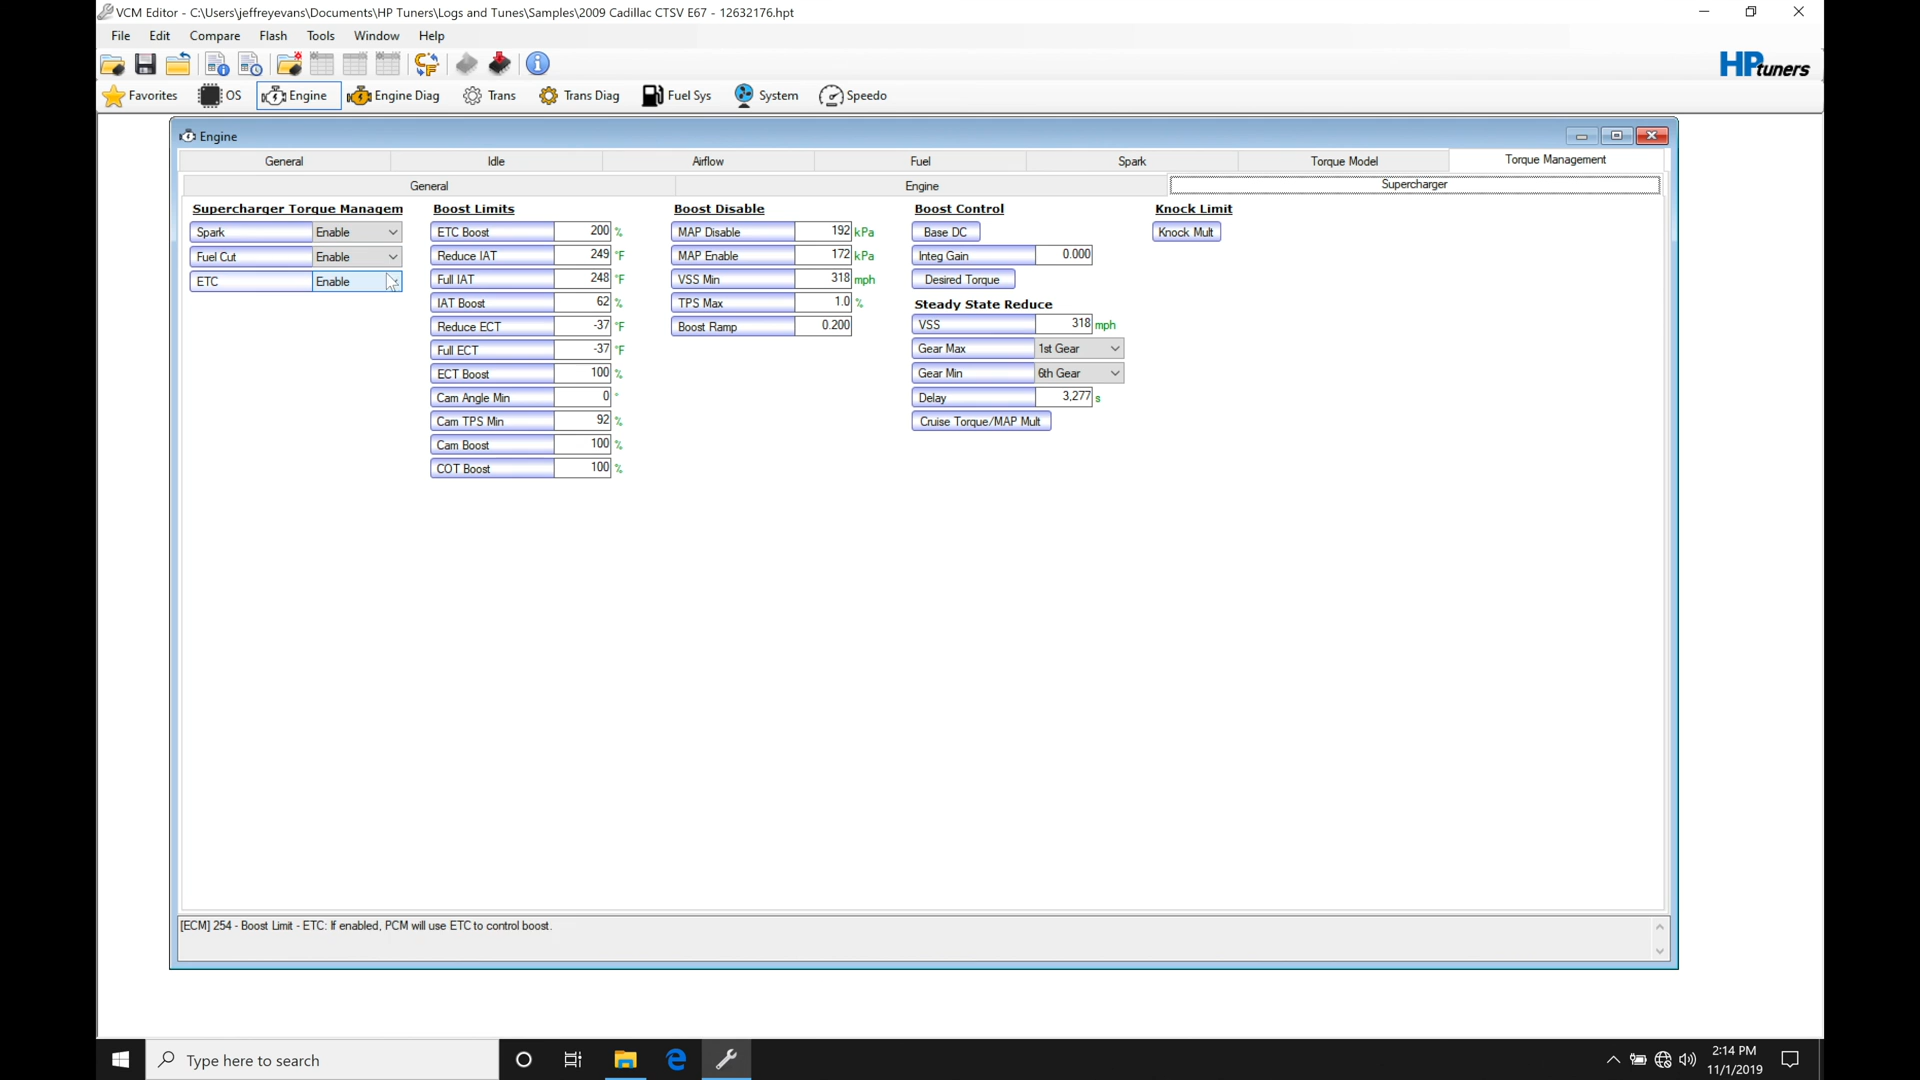 VCM Editor - C:\Users\jeffreyevans\Documents\HP Tuners\Logs and Tunes\Samples\2009 Cadillac CTSV E67 - 12632176.hpt
File Edit Compare Flash Tools Window Help
HP tuners
Favorites OS Engine Engine Diag Trans Trans Diag Fuel Sys System Speedo
Engine
General Idle Airflow Fuel Spark Torque Model Torque Management
General Engine Supercharger
Supercharger Torque Managem
Spark Enable
Fuel Cut Enable
ETC Enable
Boost Limits
ETC Boost 200 %
Reduce IAT 249 °F
Full IAT 248 °F
IAT Boost 62 %
Reduce ECT -37 °F
Full ECT -37 °F
ECT Boost 100 %
Cam Angle Min 0 °
Cam TPS Min 92 %
Cam Boost 100 %
COT Boost 100 %
Boost Disable
MAP Disable 192 kPa
MAP Enable 172 kPa
VSS Min 318 mph
TPS Max 1.0 %
Boost Ramp 0.200
Boost Control
Base DC
Integ Gain 0.000
Desired Torque
Steady State Reduce
VSS 318 mph
Gear Max 1st Gear
Gear Min 6th Gear
Delay 3,277 s
Cruise Torque/MAP Mult
Knock Limit
Knock Mult
[ECM] 254 - Boost Limit - ETC: If enabled, PCM will use ETC to control boost.
Type here to search
2:14 PM
11/1/2019